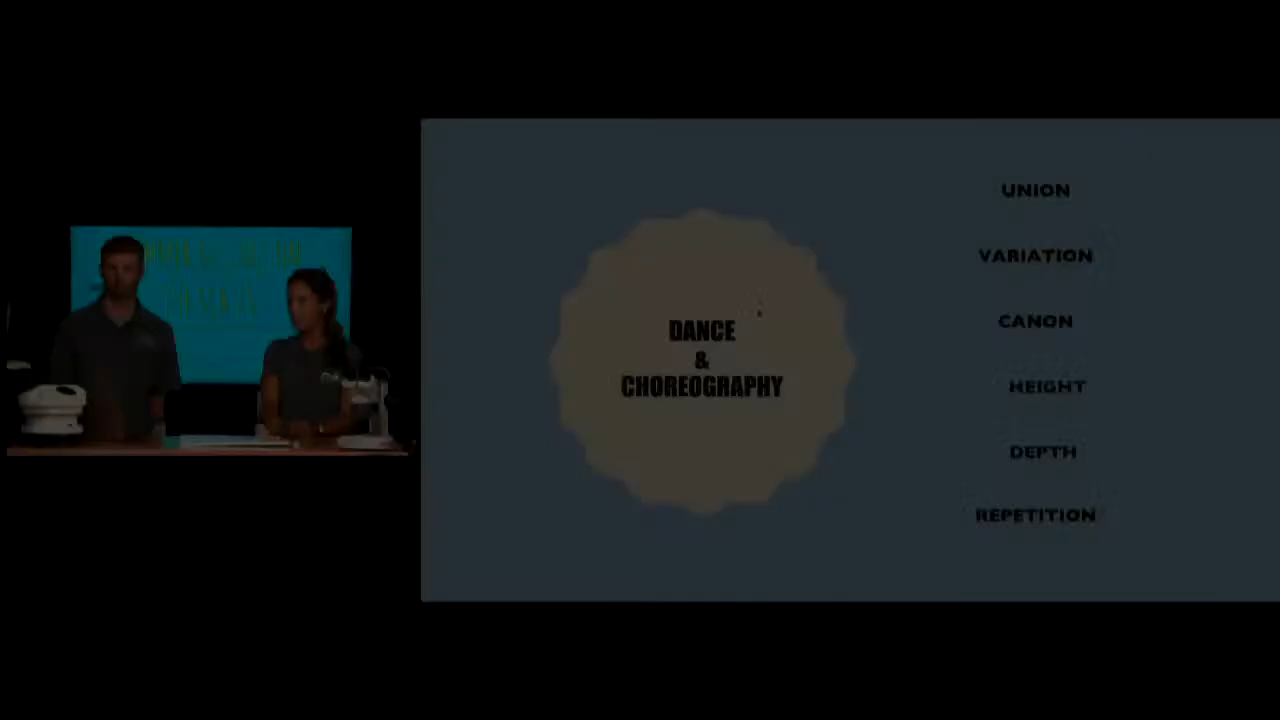 DANCE
&
CHOREOGRAPHY
UNION
VARIATION
CANON
HEIGHT
DEPTH
REPETITION